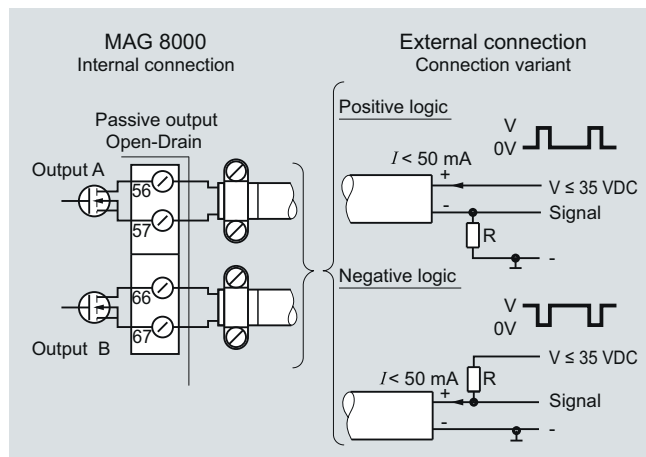 MAG 8000
Internal connection
Passive output
Open-Drain
Output A
56
57
66
67
Output B
External connection
Connection variant
Positive logic
V
0V
I < 50 mA
+
V ≤ 35 VDC
-
Signal
R
-
Negative logic
V
0V
V ≤ 35 VDC
I < 50 mA
R
+
Signal
-
-